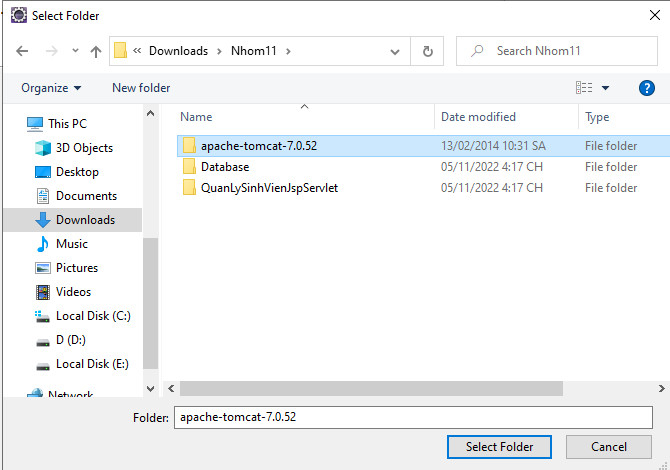 Select Folder
« Downloads › Nhom11 ›
Search Nhom11
Organize
New folder
Name
Date modified
Type
This PC
3D Objects
Desktop
Documents
Downloads
Music
Pictures
Videos
Local Disk (C:)
D (D:)
Local Disk (E:)
Network
apache-tomcat-7.0.52 13/02/2014 10:31 SA File folder
Database 05/11/2022 4:17 CH File folder
QuanLySinhVienJspServlet 05/11/2022 4:17 CH File folder
Folder: apache-tomcat-7.0.52
Select Folder
Cancel